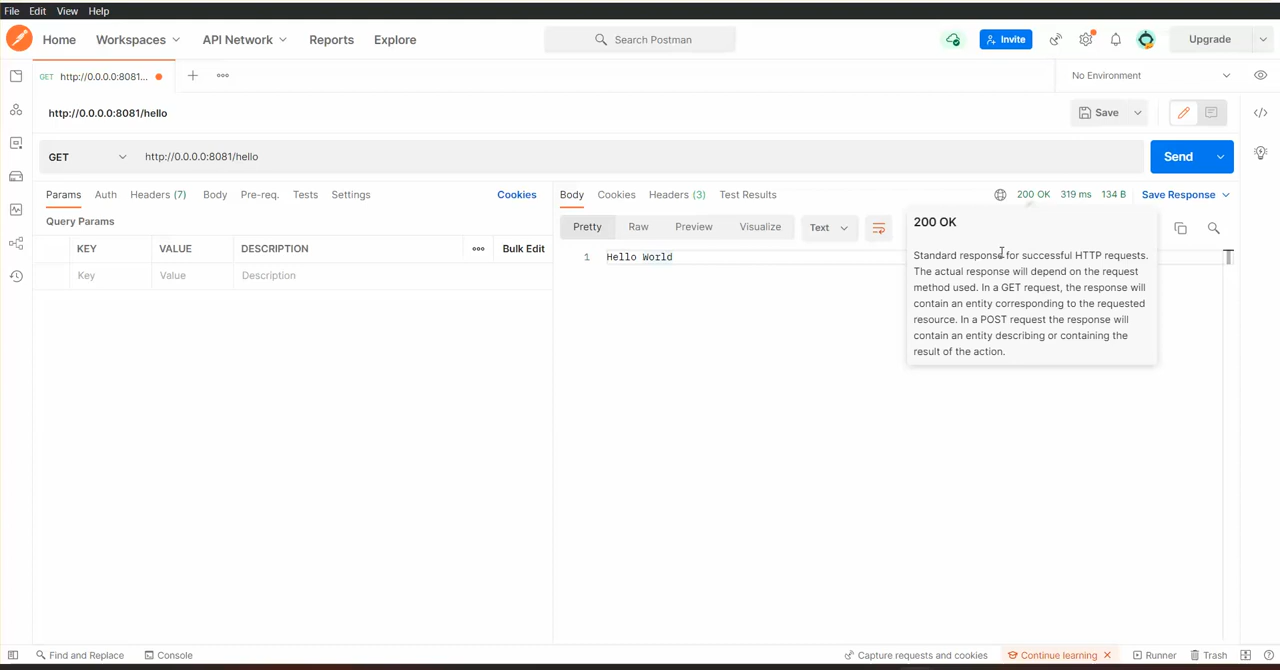 File Edit View Help
Home Workspaces API Network Reports Explore Search Postman Invite Upgrade
GET http://0.0.0.0:8081... No Environment
http://0.0.0.0:8081/hello Save
GET http://0.0.0.0:8081/hello Send
Params Auth Headers (7) Body Pre-req. Tests Settings Cookies
Body Cookies Headers (3) Test Results 200 OK 319 ms 134 B Save Response
Query Params
Pretty Raw Preview Visualize Text
KEY VALUE DESCRIPTION Bulk Edit
Key Value Description
1 Hello World
200 OK
Standard response for successful HTTP requests.
The actual response will depend on the request
method used. In a GET request, the response will
contain an entity corresponding to the requested
resource. In a POST request the response will
contain an entity describing or containing the
result of the action.
Find and Replace Console Capture requests and cookies Continue learning Runner Trash